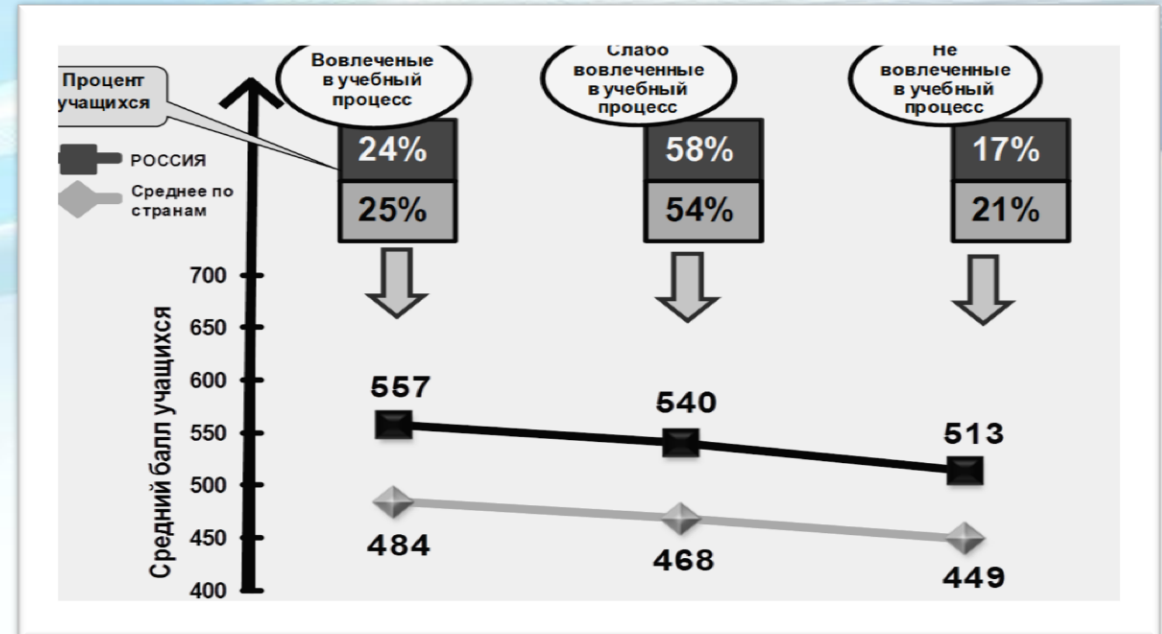 Процент
учащихся
РОССИЯ
Среднее по
странам
Вовлеченые
в учебный
процесс
24%
25%
Слабо
вовлеченные
в учебный
процесс
58%
54%
Не
вовлеченные
в учебный
процесс
17%
21%
Средний балл учащихся
700
650
600
550
500
450
400
557
540
513
484
468
449